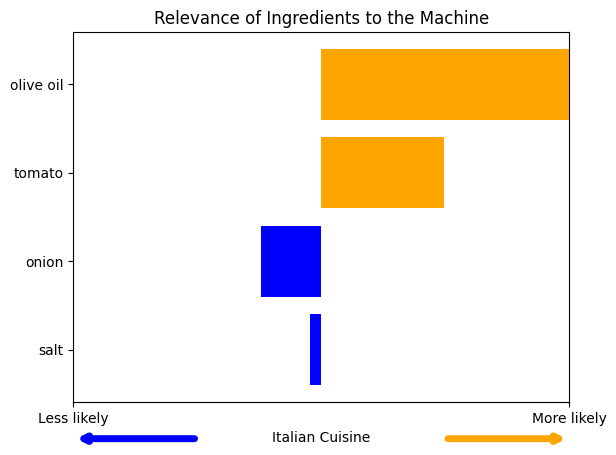 Relevance of Ingredients to the Machine
olive oil
tomato
onion
salt
Less likely
More likely
Italian Cuisine